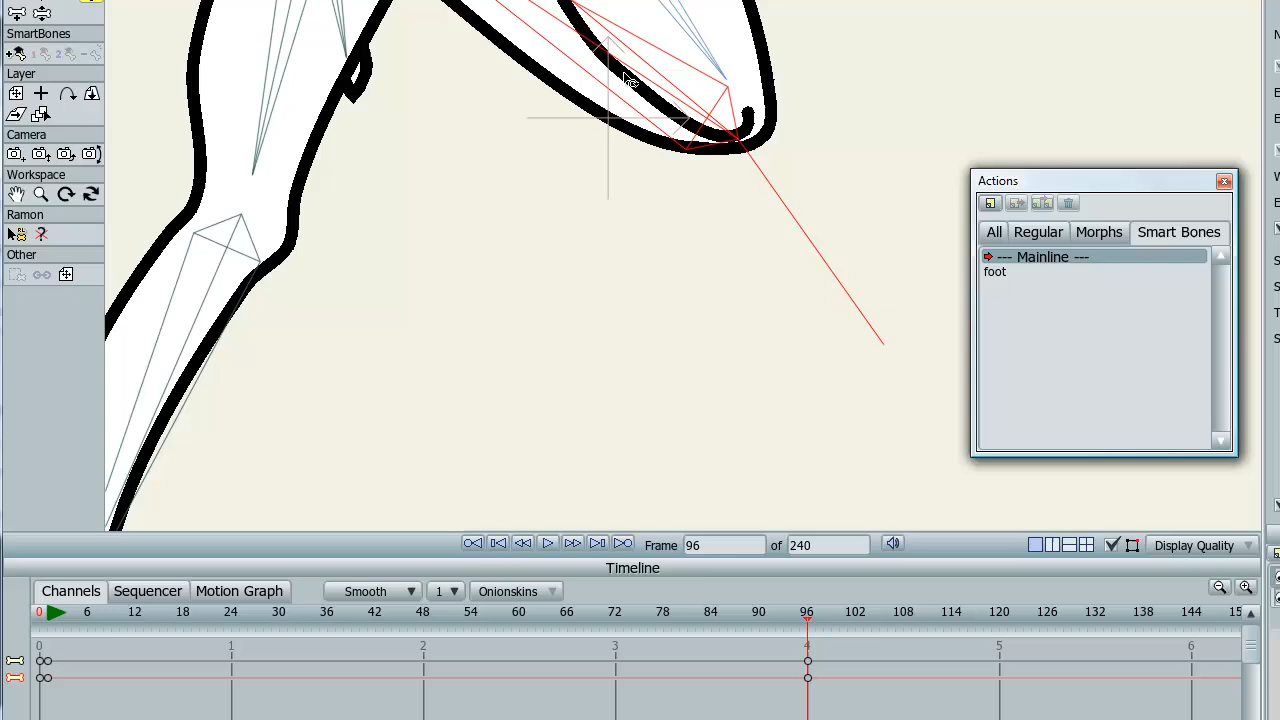 SmartBones
1 2
Layer
Camera
Workspace
Ramon
Other
Actions
All Regular Morphs Smart Bones
--- Mainline ---
foot
Frame 96 of 240 Display Quality
Timeline
Channels Sequencer Motion Graph Smooth 1 Onionskins
0 6 12 18 24 30 36 42 48 54 60 66 72 78 84 90 96 102 108 114 120 126 132 138 144 15
0 1 2 3 4 5 6